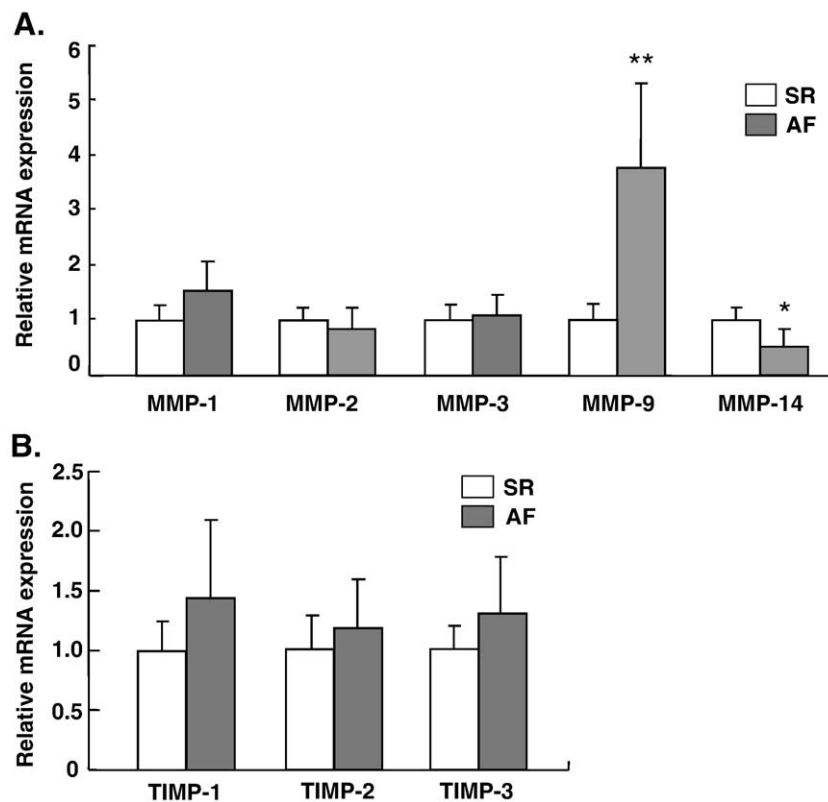 A.
Relative mRNA expression
6
5
4
3
2
1
0
**
*
SR
AF
MMP-1 MMP-2 MMP-3 MMP-9 MMP-14
B.
Relative mRNA expression
2.5
2.0
1.5
1.0
0.5
0
SR
AF
TIMP-1 TIMP-2 TIMP-3